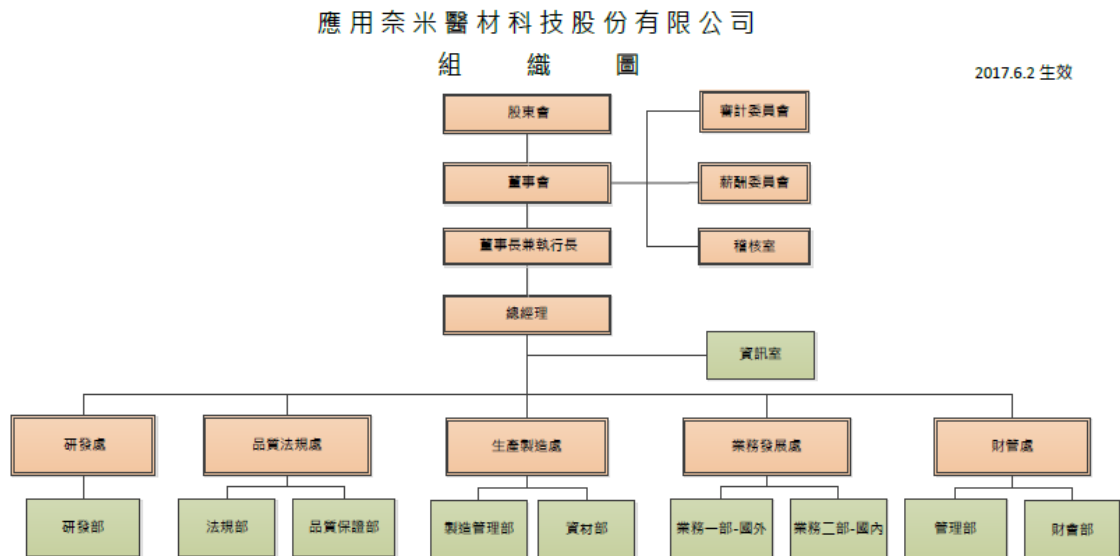 應用奈米醫材科技股份有限公司
組織圖
2017.6.2 生效
股東會
審計委員會
董事會
薪酬委員會
董事長兼執行長
稽核室
總經理
資訊室
研發處
品質法規處
生產製造處
業務發展處
財管處
研發部
法規部
品質保證部
製造管理部
資材部
業務一部-國外
業務二部-國內
管理部
財會部